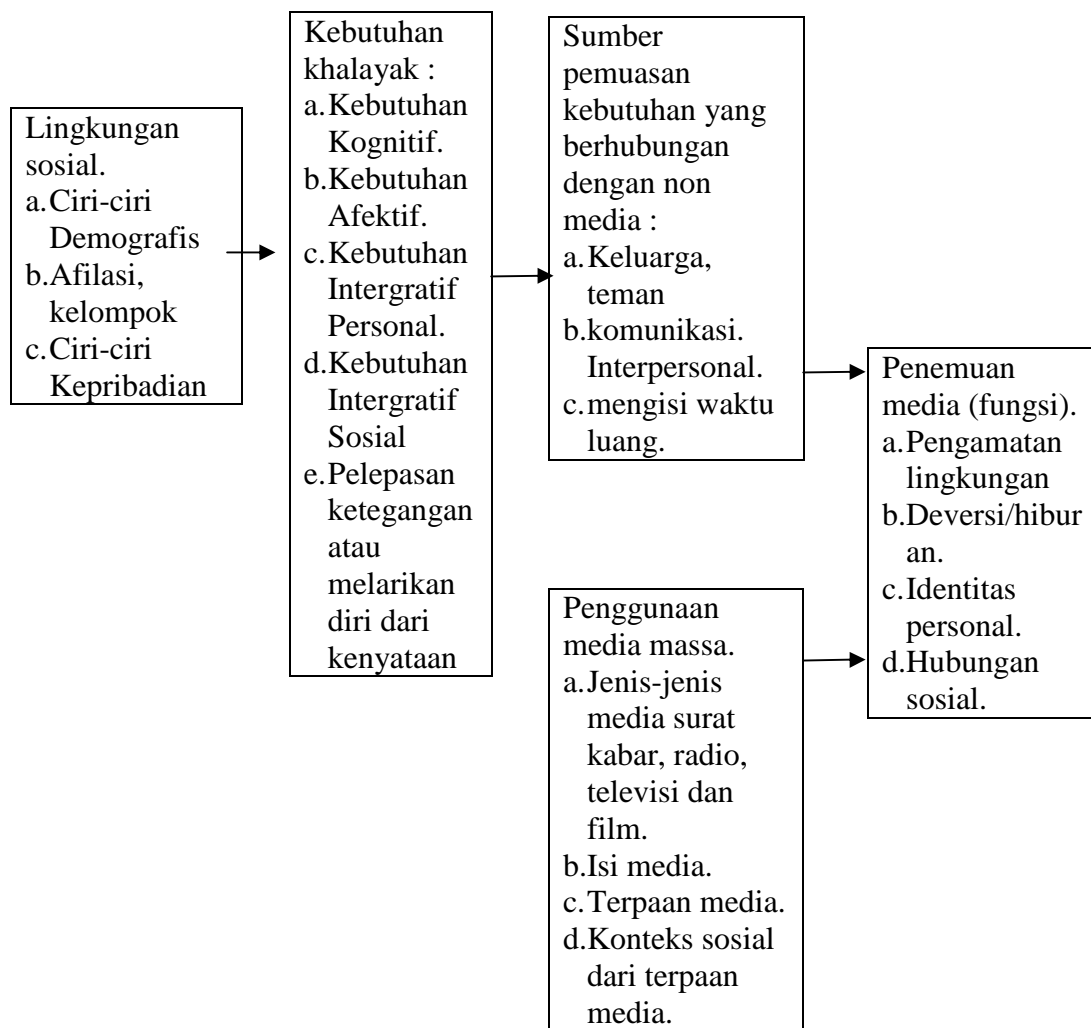 Lingkungan
sosial.
a.Ciri-ciri
Demografis
b.Afilasi,
kelompok
c.Ciri-ciri
Kepribadian
Kebutuhan
khalayak :
a.Kebutuhan
Kognitif.
b.Kebutuhan
Afektif.
c.Kebutuhan
Intergratif
Personal.
d.Kebutuhan
Intergratif
Sosial
e.Pelepasan
ketegangan
atau
melarikan
diri dari
kenyataan
Sumber
pemuasan
kebutuhan yang
berhubungan
dengan non
media :
a.Keluarga,
teman
b.komunikasi.
Interpersonal.
c.mengisi waktu
luang.
Penggunaan
media massa.
a.Jenis-jenis
media surat
kabar, radio,
televisi dan
film.
b.Isi media.
c.Terpaan media.
d.Konteks sosial
dari terpaan
media.
Penemuan
media (fungsi).
a.Pengamatan
lingkungan
b.Deversi/hibur
an.
c.Identitas
personal.
d.Hubungan
sosial.